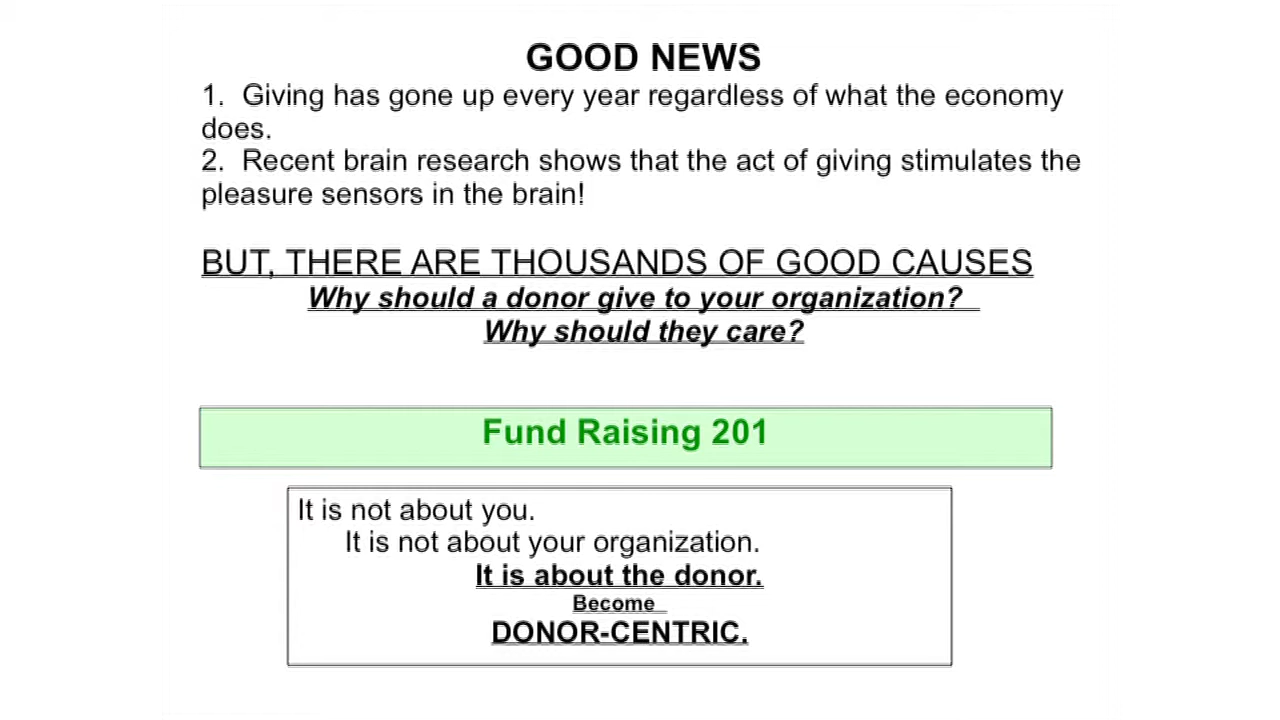 GOOD NEWS
1. Giving has gone up every year regardless of what the economy
does.
2. Recent brain research shows that the act of giving stimulates the
pleasure sensors in the brain!
BUT, THERE ARE THOUSANDS OF GOOD CAUSES
Why should a donor give to your organization?
Why should they care?
Fund Raising 201
It is not about you.
It is not about your organization.
It is about the donor.
Become
DONOR-CENTRIC.